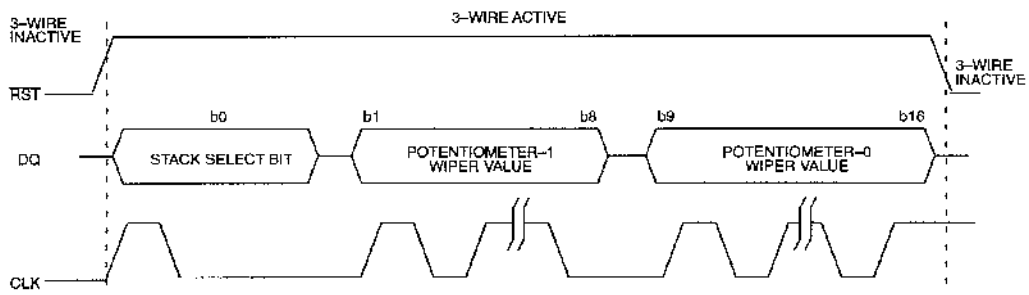 3–WIRE
INACTIVE
3–WIRE ACTIVE
3–WIRE
INACTIVE
RST
b0
b1
b8
b9
b16
DQ
STACK SELECT BIT
POTENTIOMETER–1
WIPER VALUE
POTENTIOMETER–0
WIPER VALUE
CLK